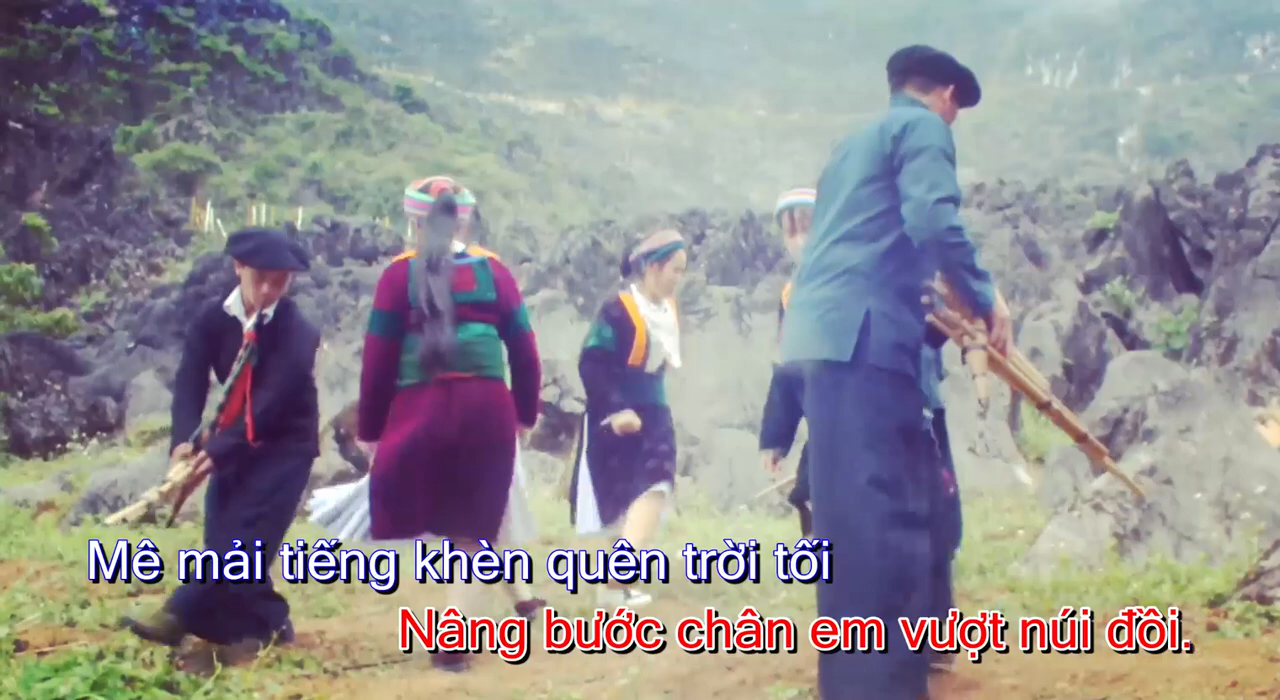 Mê mải tiếng khèn quên trời tối
Nâng bước chân em vượt núi đồi.